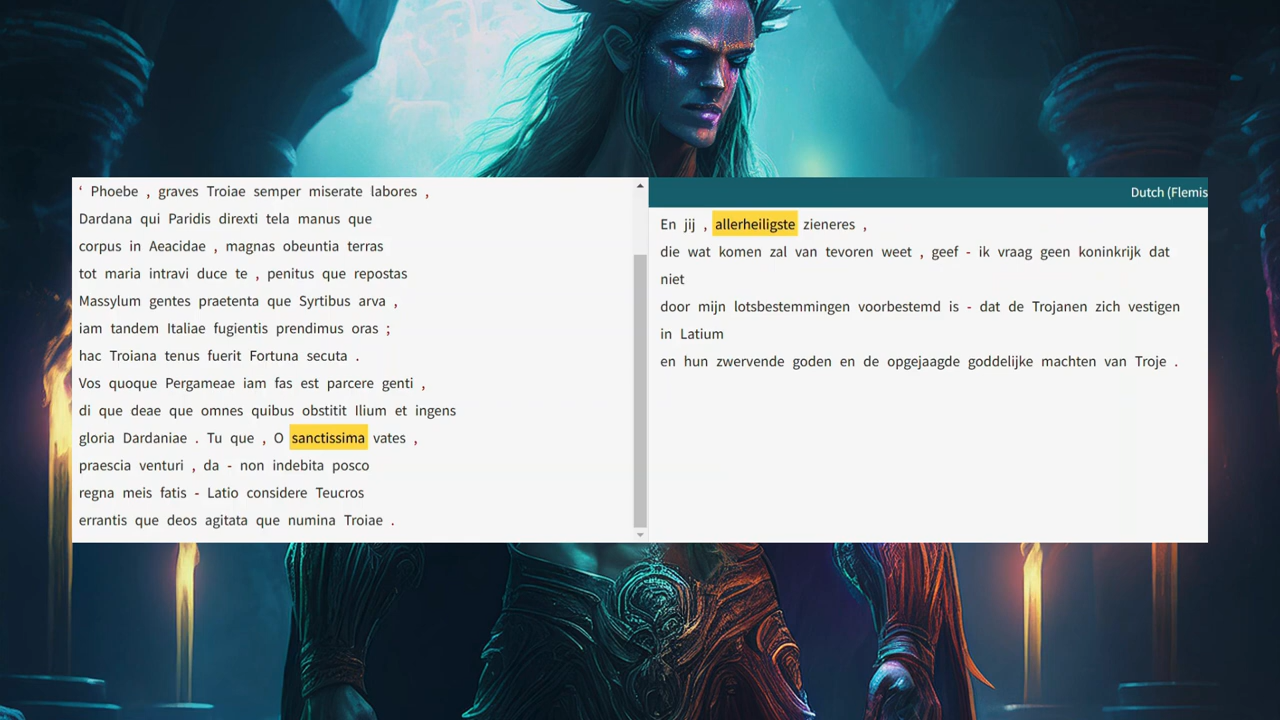 ‘ Phoebe , graves Troiae semper miserate labores ,
Dardana qui Paridis direxti tela manus que
corpus in Aeacidae , magnas obeuntia terras
tot maria intravi duce te , penitus que repostas
Massylum gentes praetenta que Syrtibus arva ,
iam tandem Italiae fugientis prendimus oras ;
hac Troiana tenus fuerit Fortuna secuta .
Vos quoque Pergameae iam fas est parcere genti ,
di que deae que omnes quibus obstitit Ilium et ingens
gloria Dardaniae . Tu que , O sanctissima vates ,
praescia venturi , da - non indebita posco
regna meis fatis - Latio considere Teucros
errantis que deos agitata que numina Troiae .
Dutch (Flemis
En jij , allerheiligste zieneres ,
die wat komen zal van tevoren weet , geef - ik vraag geen koninkrijk dat
niet
door mijn lotsbestemmingen voorbestemd is - dat de Trojanen zich vestigen
in Latium
en hun zwervende goden en de opgejaagde goddelijke machten van Troje .